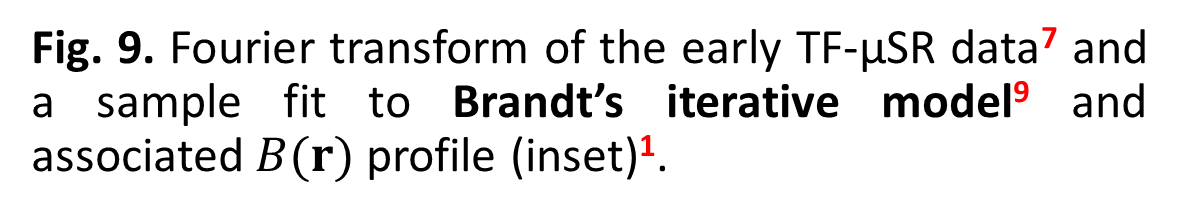 Fig. 9. Fourier transform of the early TF-μSR data⁷ and
a sample fit to Brandt’s iterative model⁹ and
associated B(r) profile (inset)¹.